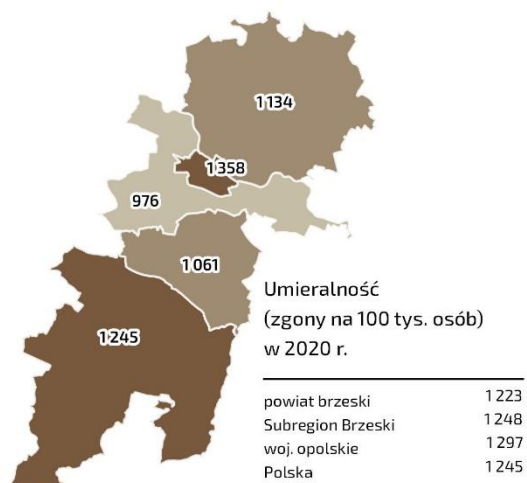 1 134
1 358
976
1 061
1 245
Umieralność
(zgony na 100 tys. osób)
w 2020 r.
powiat brzeski 1 223
Subregion Brzeski 1 248
woj. opolskie 1 297
Polska 1 245